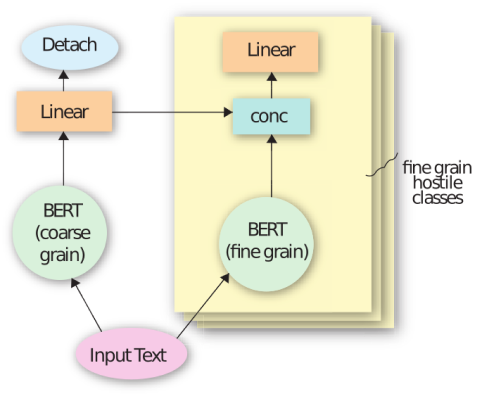 Detach
Linear
Linear
conc
fine grain
hostile
classes
BERT
(coarse
grain)
BERT
(fine grain)
Input Text